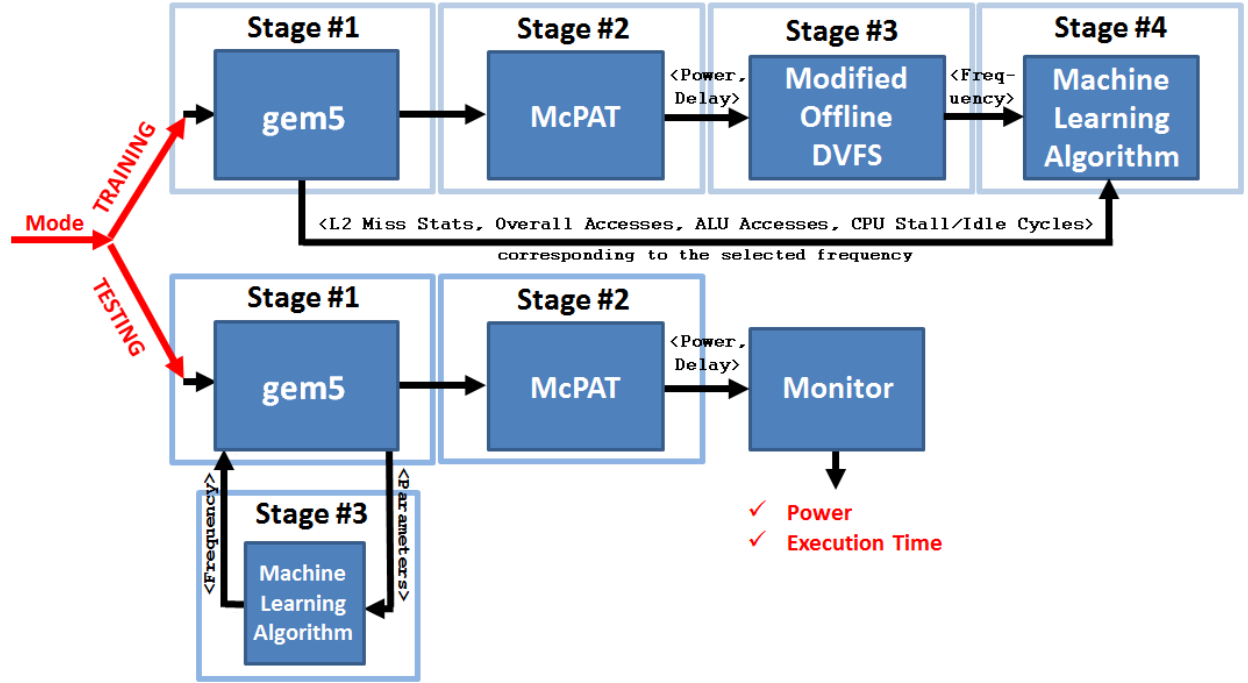 Stage #1
Stage #2
Stage #3
Stage #4
gem5
McPAT
<Power,
Delay>
Modified
Offline
DVFS
<Freq-
uency>
Machine
Learning
Algorithm
Mode
TRAINING
TESTING
<L2 Miss Stats, Overall Accesses, ALU Accesses, CPU Stall/Idle Cycles>
corresponding to the selected frequency
Stage #1
Stage #2
gem5
McPAT
<Power,
Delay>
Monitor
<Frequency>
<Parameters>
Stage #3
Machine
Learning
Algorithm
✓ Power
✓ Execution Time